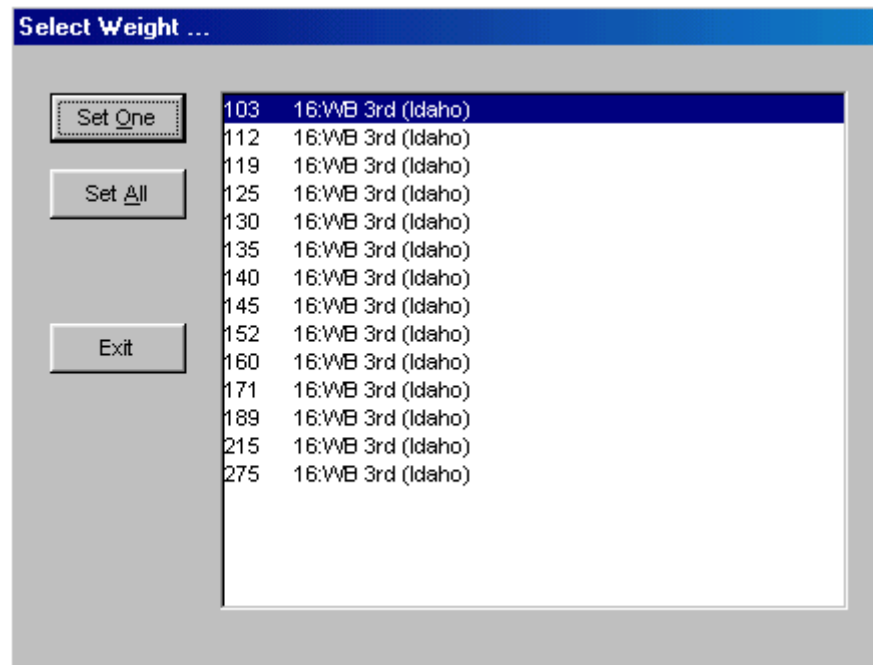 Select Weight ...
Set One
Set All
Exit
103 16:WB 3rd (Idaho)
112 16:WB 3rd (Idaho)
119 16:WB 3rd (Idaho)
125 16:WB 3rd (Idaho)
130 16:WB 3rd (Idaho)
135 16:WB 3rd (Idaho)
140 16:WB 3rd (Idaho)
145 16:WB 3rd (Idaho)
152 16:WB 3rd (Idaho)
160 16:WB 3rd (Idaho)
171 16:WB 3rd (Idaho)
189 16:WB 3rd (Idaho)
215 16:WB 3rd (Idaho)
275 16:WB 3rd (Idaho)